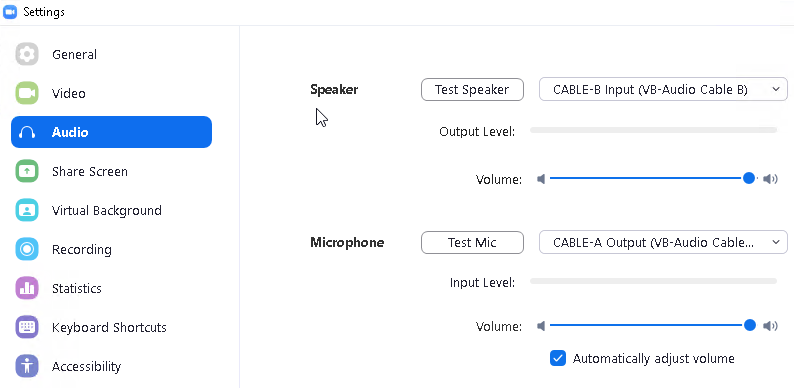 Settings
General
Video
Audio
Share Screen
Virtual Background
Recording
Statistics
Keyboard Shortcuts
Accessibility
Speaker
Test Speaker
CABLE-B Input (VB-Audio Cable B)
Output Level:
Volume:
Microphone
Test Mic
CABLE-A Output (VB-Audio Cable...
Input Level:
Volume:
Automatically adjust volume